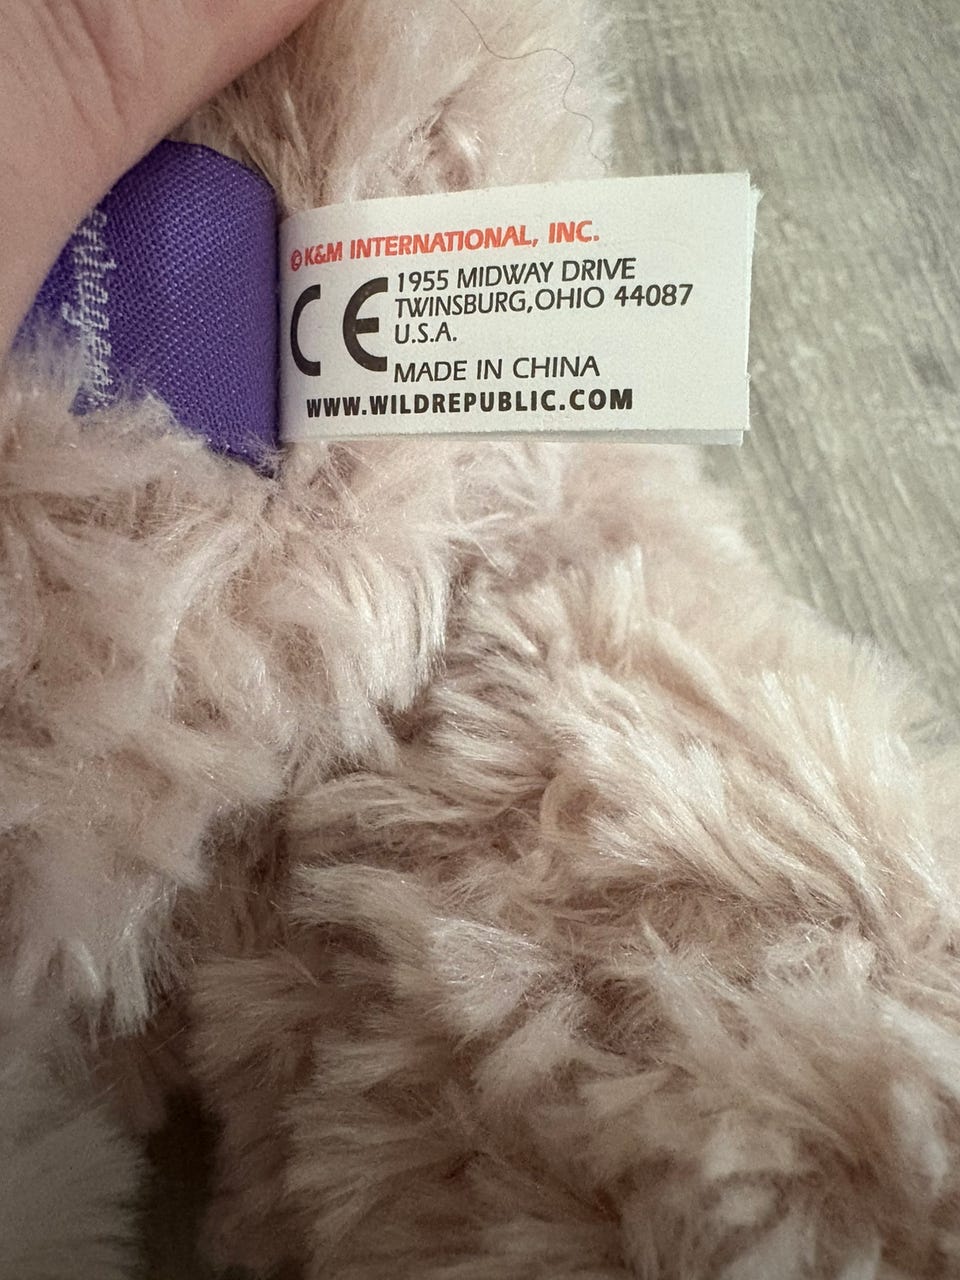 © K&M INTERNATIONAL, INC.
CE
1955 MIDWAY DRIVE
TWINSBURG,OHIO 44087
U.S.A.
MADE IN CHINA
WWW.WILDREPUBLIC.COM